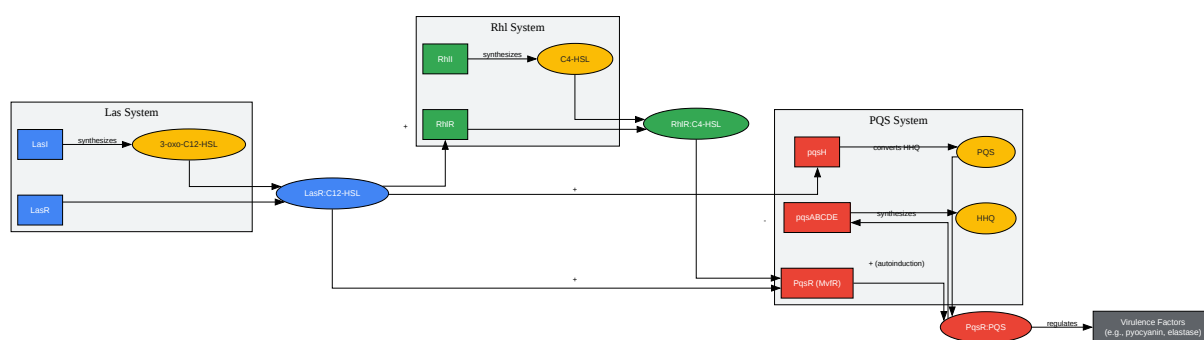 Rhl System
RhlI
synthesizes
C4-HSL
RhlR
+
RhlR:C4-HSL
Las System
LasI
synthesizes
3-oxo-C12-HSL
LasR
LasR:C12-HSL
+
+
PQS System
pqsH
converts HHQ
PQS
pqsABCDE
synthesizes
HHQ
-
+ (autoinduction)
PqsR (MvfR)
PqsR:PQS
regulates
Virulence Factors
(e.g., pyocyanin, elastase)